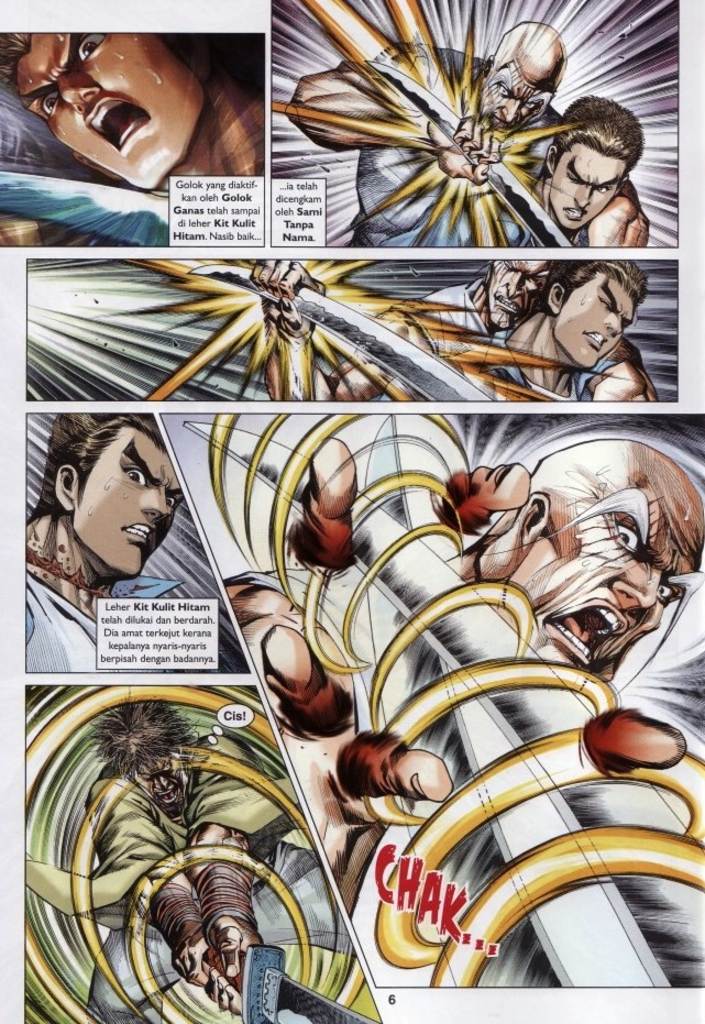 Golok yang diaktif-
kan oleh Golok
Ganas telah sampai
di leher Kit Kulit
Hitam. Nasib baik...
...ia telah
dicengkam
oleh Sami
Tanpa
Nama.
Leher Kit Kulit Hitam
telah dilukai dan berdarah.
Dia amat terkejut kerana
kepalanya nyaris-nyaris
berpisah dengan badannya.
Cis!
CHAK...
6